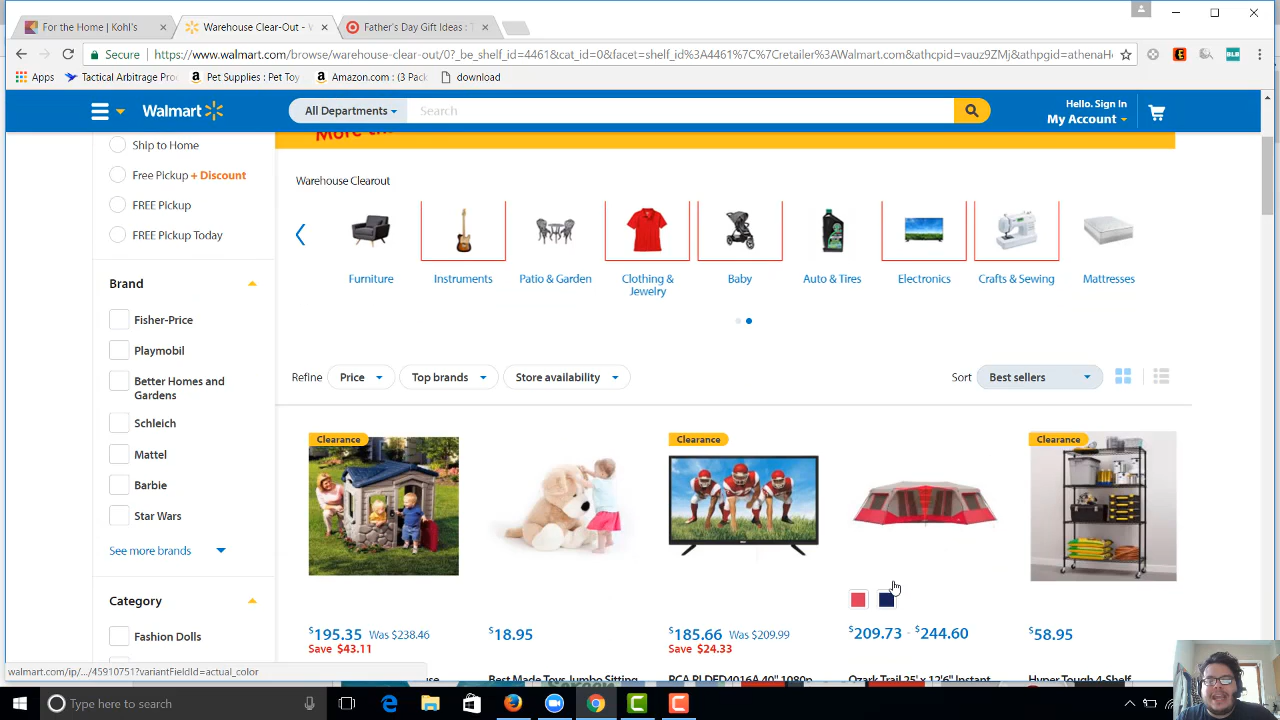 For the Home | Kohl's
Warehouse Clear-Out -
Father's Day Gift Ideas : T
Secure
https://www.walmart.com/browse/warehouse-clear-out/0?_be_shelf_id=4461&cat_id=0&facet=shelf_id%3A4461%7C%7Cretailer%3AWalmart.com&athcpid=vauz9ZMj&athpgid=athenaH
Apps
Tactical Arbitrage Pro
Pet Supplies : Pet Toy
Amazon.com : (3 Pack
download
Walmart
All Departments
Search
Hello. Sign In
My Account
Ship to Home
Free Pickup + Discount
FREE Pickup
FREE Pickup Today
Brand
Fisher-Price
Playmobil
Better Homes and
Gardens
Schleich
Mattel
Barbie
Star Wars
See more brands
Category
Fashion Dolls
walmart.com/ip/.../45910751?variantFieldId=actual_color
Warehouse Clearout
Furniture
Instruments
Patio & Garden
Clothing &
Jewelry
Baby
Auto & Tires
Electronics
Crafts & Sewing
Mattresses
Refine
Price
Top brands
Store availability
Sort
Best sellers
Clearance
Clearance
Clearance
$195.35 Was $238.46
Save $43.11
$18.95
$185.66 Was $209.99
Save $24.33
$209.73 - $244.60
$58.95
Best Made Toys Jumbo Sitting
RCA RLDED4016A 40" 1080p
Ozark Trail 25' x 12'6" Instant
Hyper Tough 4-Shelf
Type here to search